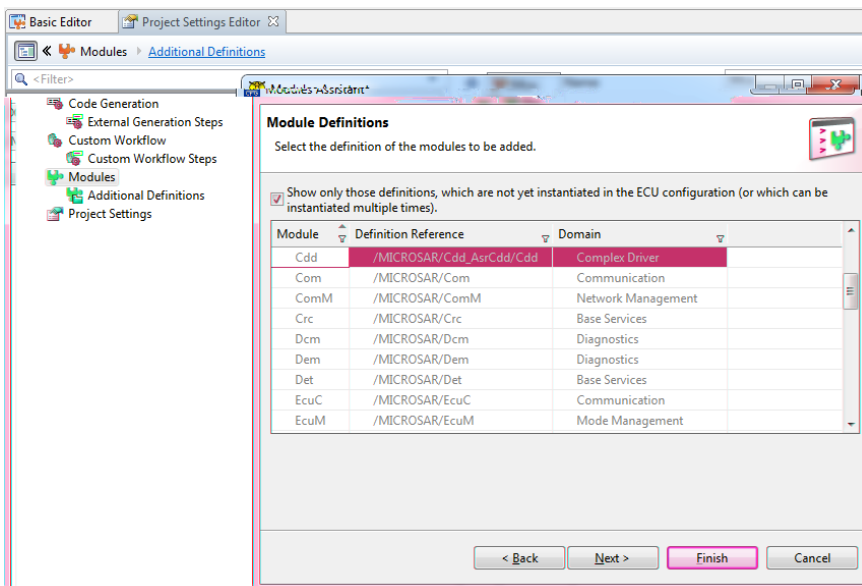 Basic Editor
Project Settings Editor
Modules
Additional Definitions
<Filter>
Code Generation
External Generation Steps
Custom Workflow
Custom Workflow Steps
Modules
Additional Definitions
Project Settings
Module Definitions
Select the definition of the modules to be added.
Show only those definitions, which are not yet instantiated in the ECU configuration (or which can be
instantiated multiple times).
Module Definition Reference Domain
Cdd /MICROSAR/Cdd_AsrCdd/Cdd Complex Driver
Com /MICROSAR/Com Communication
ComM /MICROSAR/ComM Network Management
Crc /MICROSAR/Crc Base Services
Dcm /MICROSAR/Dcm Diagnostics
Dem /MICROSAR/Dem Diagnostics
Det /MICROSAR/Det Base Services
EcuC /MICROSAR/EcuC Communication
EcuM /MICROSAR/EcuM Mode Management
< Back Next > Finish Cancel